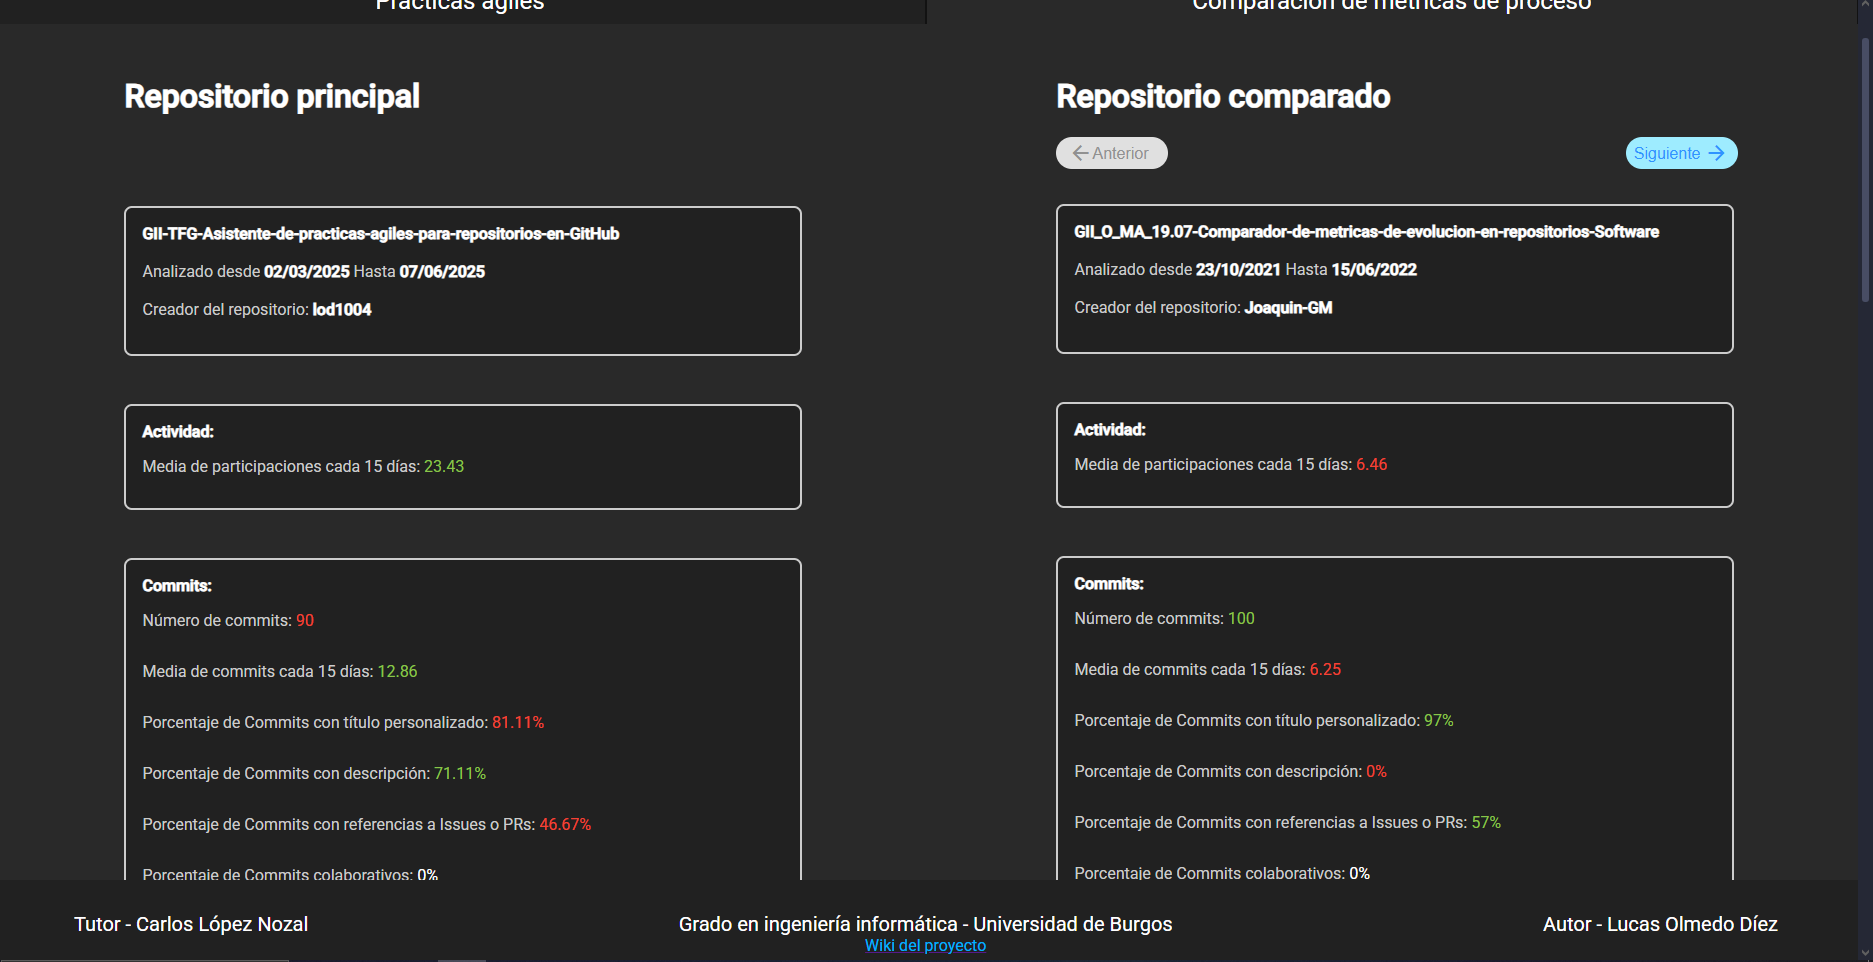 Prácticas ágiles
Comparación de métricas de proceso
Repositorio principal
GII-TFG-Asistente-de-practicas-agiles-para-repositorios-en-GitHub
Analizado desde 02/03/2025 Hasta 07/06/2025
Creador del repositorio: lod1004
Actividad:
Media de participaciones cada 15 días: 23.43
Commits:
Número de commits: 90
Media de commits cada 15 días: 12.86
Porcentaje de Commits con título personalizado: 81.11%
Porcentaje de Commits con descripción: 71.11%
Porcentaje de Commits con referencias a Issues o PRs: 46.67%
Porcentaje de Commits colaborativos: 0%
Repositorio comparado
Anterior
Siguiente
GII_O_MA_19.07-Comparador-de-metricas-de-evolucion-en-repositorios-Software
Analizado desde 23/10/2021 Hasta 15/06/2022
Creador del repositorio: Joaquin-GM
Actividad:
Media de participaciones cada 15 días: 6.46
Commits:
Número de commits: 100
Media de commits cada 15 días: 6.25
Porcentaje de Commits con título personalizado: 97%
Porcentaje de Commits con descripción: 0%
Porcentaje de Commits con referencias a Issues o PRs: 57%
Porcentaje de Commits colaborativos: 0%
Tutor - Carlos López Nozal
Grado en ingeniería informática - Universidad de Burgos
Wiki del proyecto
Autor - Lucas Olmedo Díez